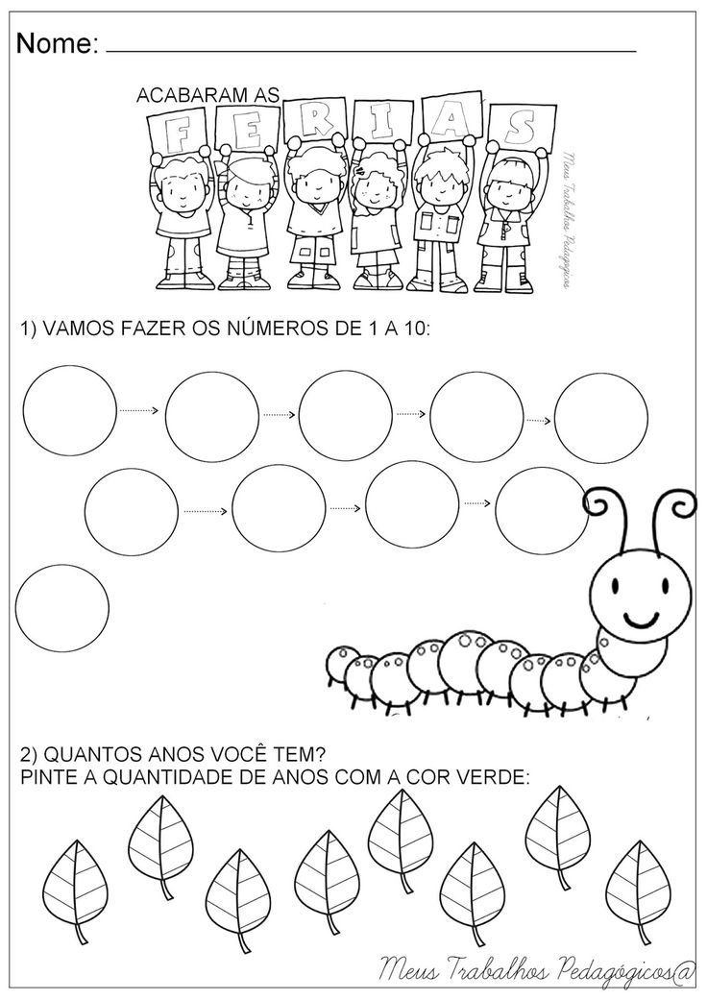 Nome:
ACABARAM AS
FERIAS
Meus Trabalhos Pedagógicos
1) VAMOS FAZER OS NÚMEROS DE 1 A 10:
2) QUANTOS ANOS VOCÊ TEM?
PINTE A QUANTIDADE DE ANOS COM A COR VERDE:
Meus Trabalhos Pedagógicos@